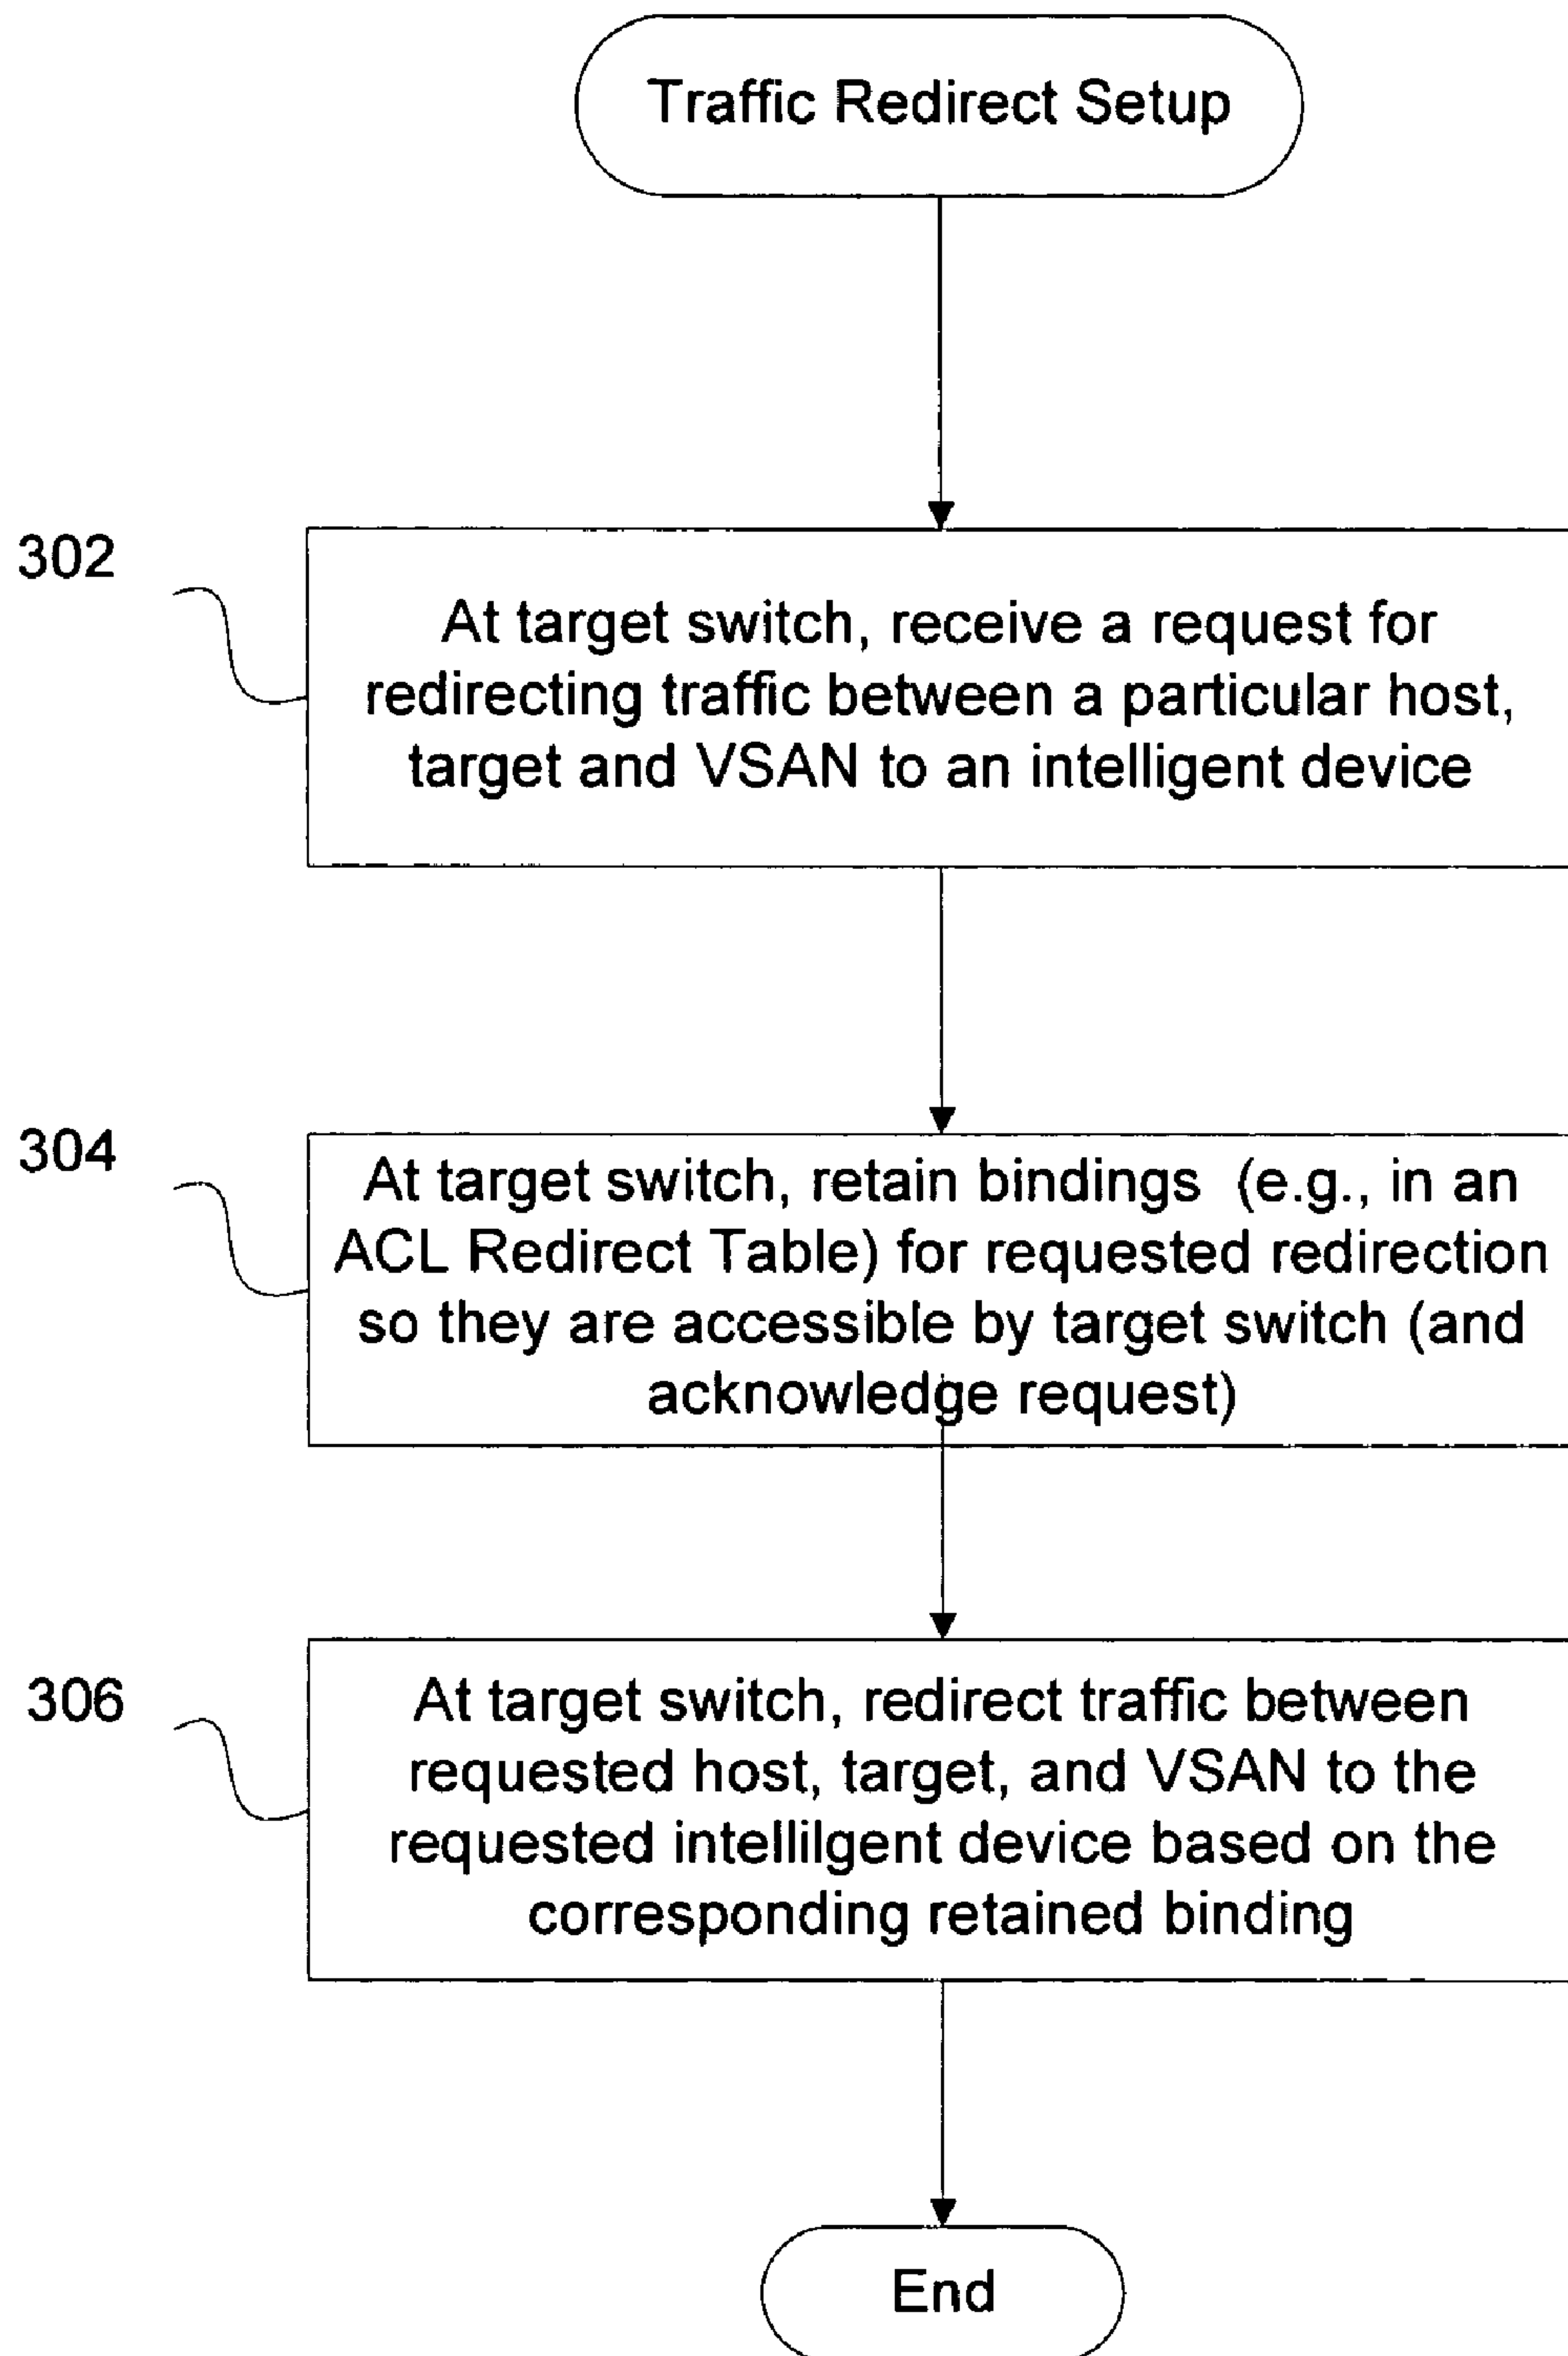 Traffic Redirect Setup
302
At target switch, receive a request for
redirecting traffic between a particular host,
target and VSAN to an intelligent device
304
At target switch, retain bindings (e.g., in an
ACL Redirect Table) for requested redirection
so they are accessible by target switch (and
acknowledge request)
306
At target switch, redirect traffic between
requested host, target, and VSAN to the
requested intellilgent device based on the
corresponding retained binding
End